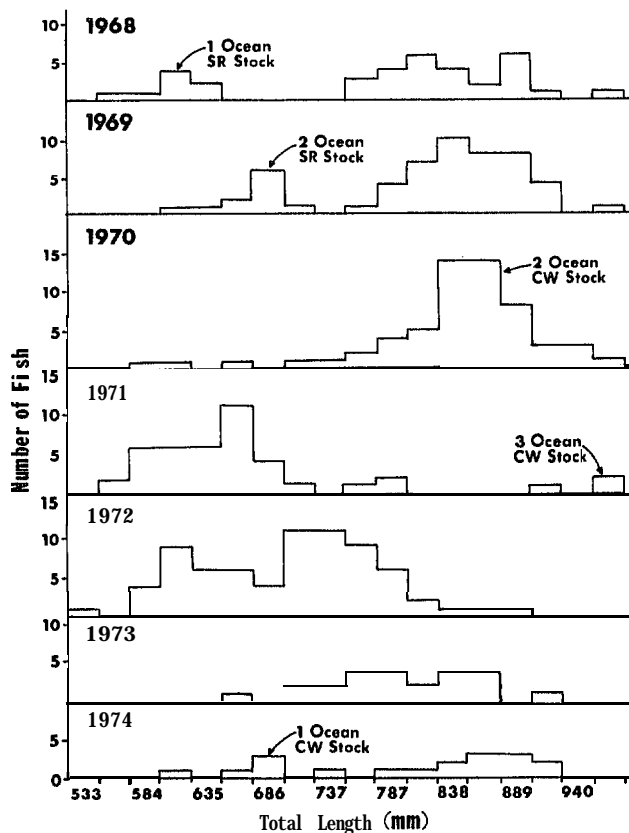 10
5
1968
1 Ocean
SR Stock
1969
10
5
2 Ocean
SR Stock
1970
15
10
5
2 Ocean
CW Stock
Number of Fish
15
10
5
1971
3 Ocean
CW Stock
15
10
5
1972
10
5
1973
1974
5
0
1 Ocean
CW Stock
533 584 635 686 737 787 838 889 940
Total Length (mm)